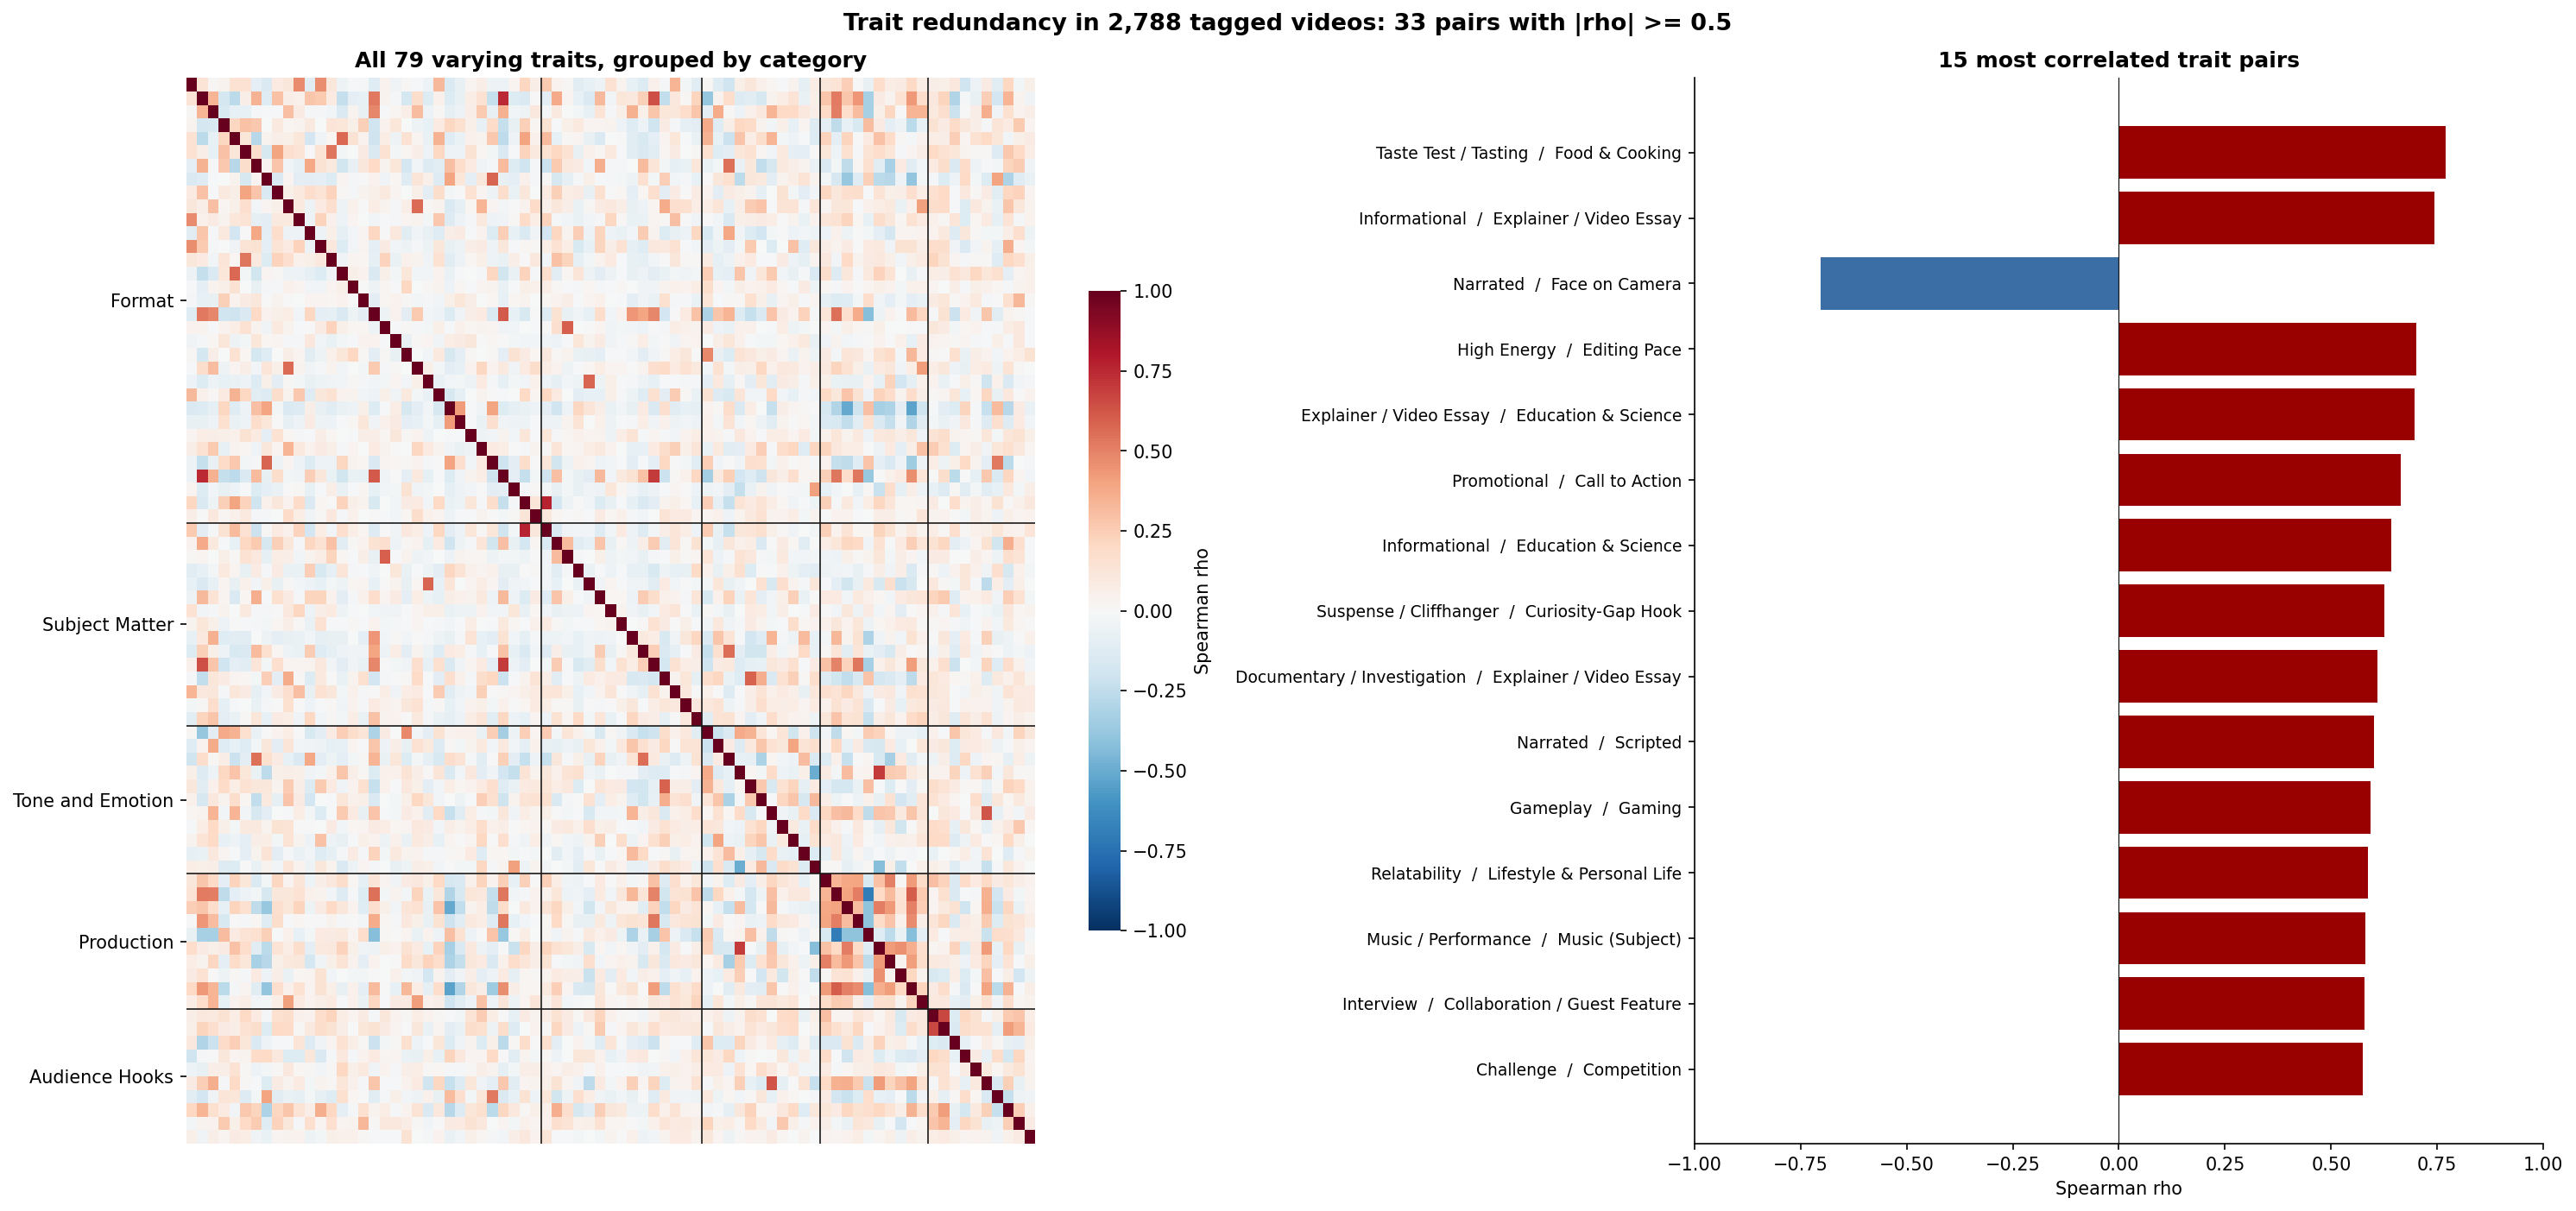 Trait redundancy in 2,788 tagged videos: 33 pairs with |rho| >= 0.5
All 79 varying traits, grouped by category
Format
Subject Matter
Tone and Emotion
Production
Audience Hooks
1.00
0.75
0.50
0.25
0.00
−0.25
−0.50
−0.75
−1.00
Spearman rho
15 most correlated trait pairs
Taste Test / Tasting / Food & Cooking
Informational / Explainer / Video Essay
Narrated / Face on Camera
High Energy / Editing Pace
Explainer / Video Essay / Education & Science
Promotional / Call to Action
Informational / Education & Science
Suspense / Cliffhanger / Curiosity-Gap Hook
Documentary / Investigation / Explainer / Video Essay
Narrated / Scripted
Gameplay / Gaming
Relatability / Lifestyle & Personal Life
Music / Performance / Music (Subject)
Interview / Collaboration / Guest Feature
Challenge / Competition
−1.00 −0.75 −0.50 −0.25 0.00 0.25 0.50 0.75 1.00
Spearman rho